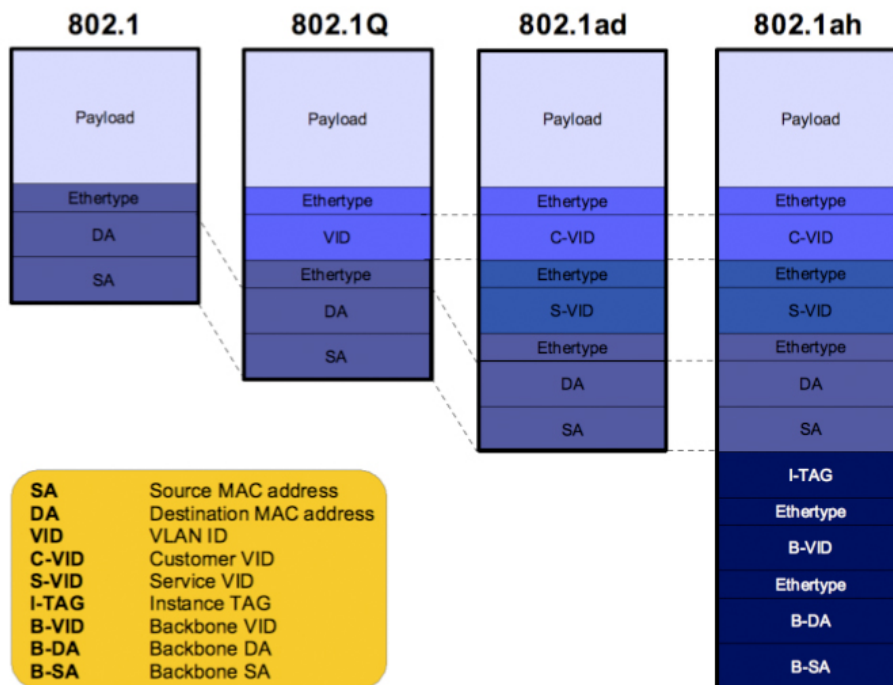 802.1
Payload
Ethertype
DA
SA
802.1Q
Payload
Ethertype
VID
Ethertype
DA
SA
802.1ad
Payload
Ethertype
C-VID
Ethertype
S-VID
Ethertype
DA
SA
802.1ah
Payload
Ethertype
C-VID
Ethertype
S-VID
Ethertype
DA
SA
I-TAG
Ethertype
B-VID
Ethertype
B-DA
B-SA
SA Source MAC address
DA Destination MAC address
VID VLAN ID
C-VID Customer VID
S-VID Service VID
I-TAG Instance TAG
B-VID Backbone VID
B-DA Backbone DA
B-SA Backbone SA